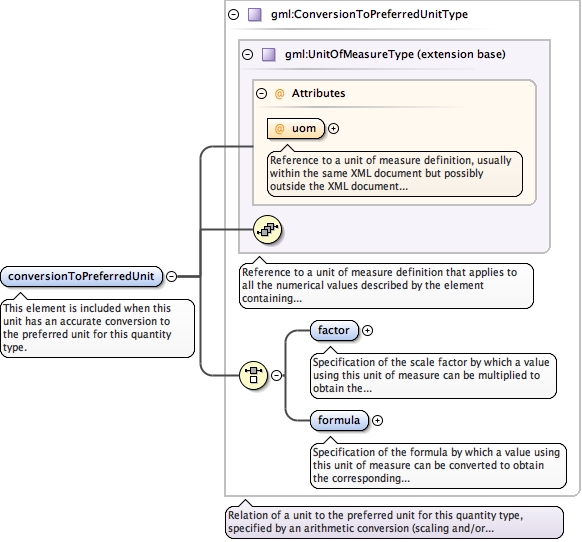 gml:ConversionToPreferredUnitType
gml:UnitOfMeasureType (extension base)
@ Attributes
@ uom
Reference to a unit of measure definition, usually
within the same XML document but possibly
outside the XML document...
Reference to a unit of measure definition that applies to
all the numerical values described by the element
containing...
conversionToPreferredUnit
This element is included when this
unit has an accurate conversion to
the preferred unit for this quantity
type.
factor
Specification of the scale factor by which a value
using this unit of measure can be multiplied to
obtain the...
formula
Specification of the formula by which a value using
this unit of measure can be converted to obtain
the corresponding...
Relation of a unit to the preferred unit for this quantity type,
specified by an arithmetic conversion (scaling and/or...